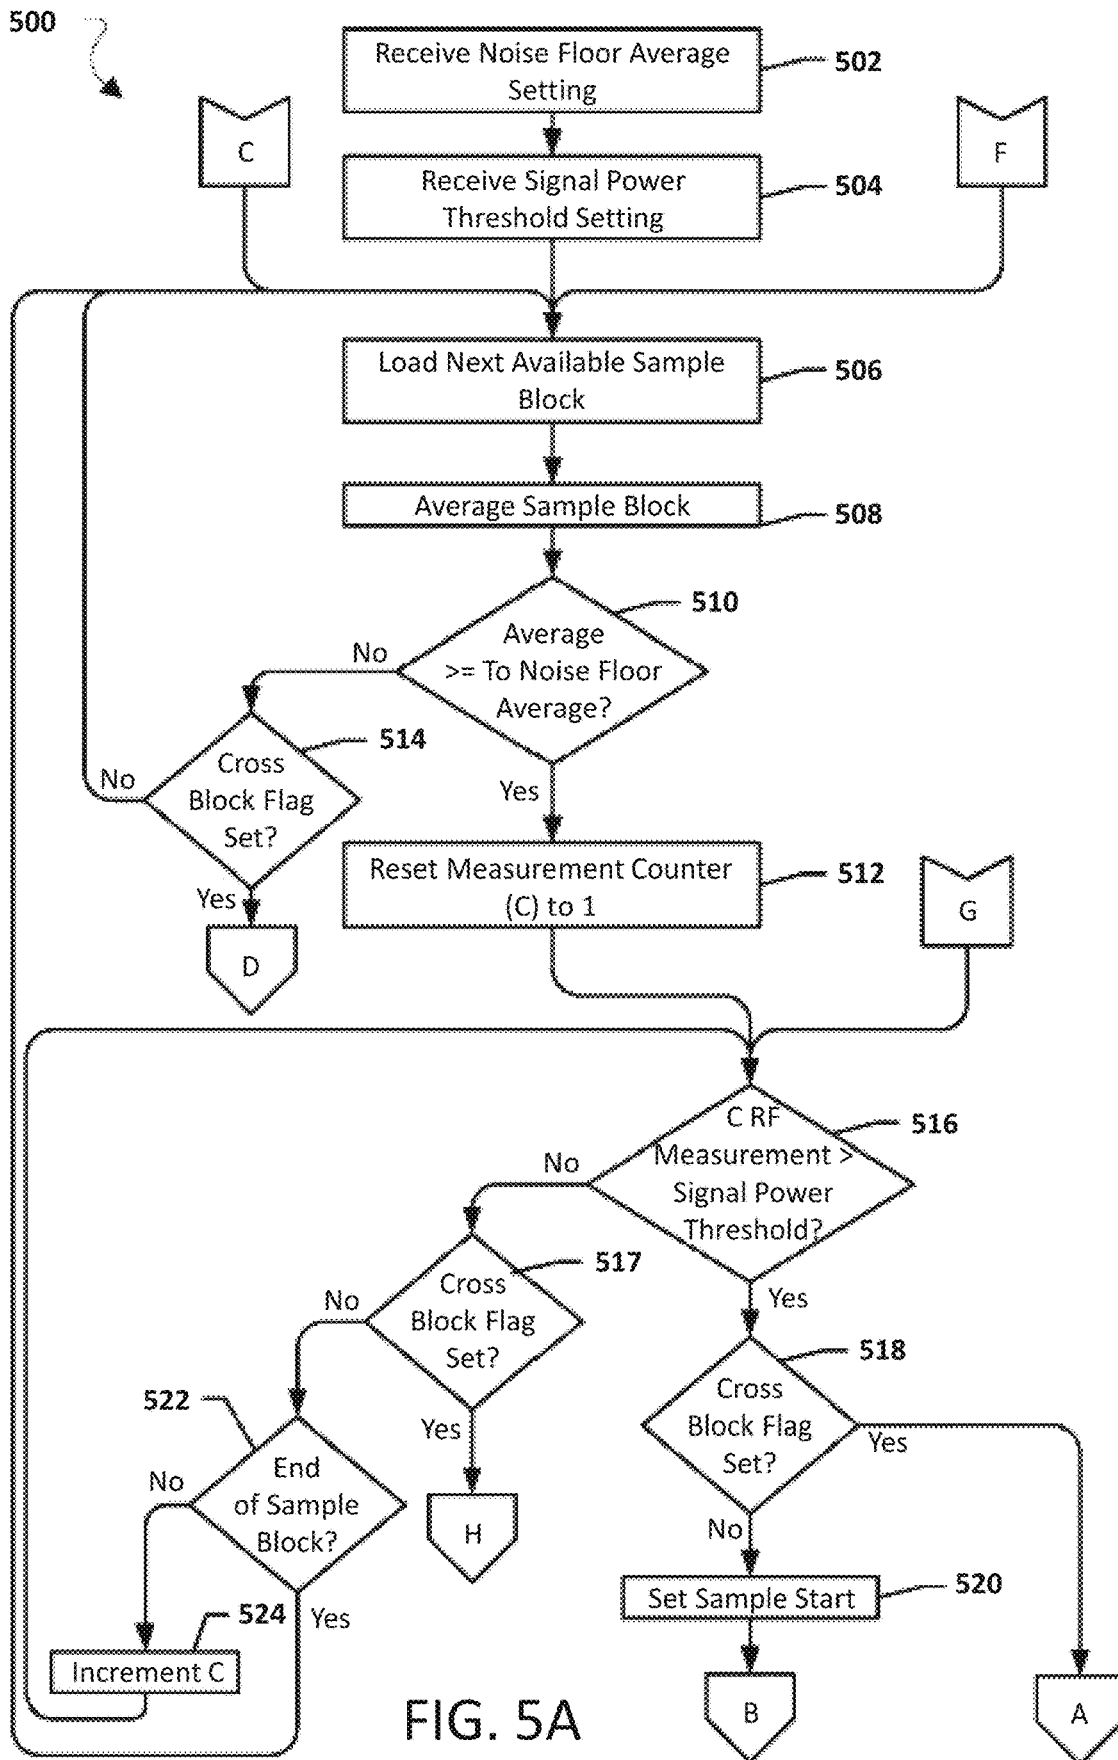 500
Receive Noise Floor Average
Setting
502
C
F
Receive Signal Power
Threshold Setting
504
Load Next Available Sample
Block
506
Average Sample Block
508
510
Average
>= To Noise Floor
Average?
No
514
Cross
Block Flag
Set?
No
Yes
Yes
D
Reset Measurement Counter
(C) to 1
512
G
C RF
Measurement >
Signal Power
Threshold?
516
No
517
Cross
Block Flag
Set?
No
Yes
Yes
518
Cross
Block Flag
Set?
Yes
No
522
End
of Sample
Block?
No
Yes
H
Set Sample Start
520
524
Increment C
B
A
FIG. 5A